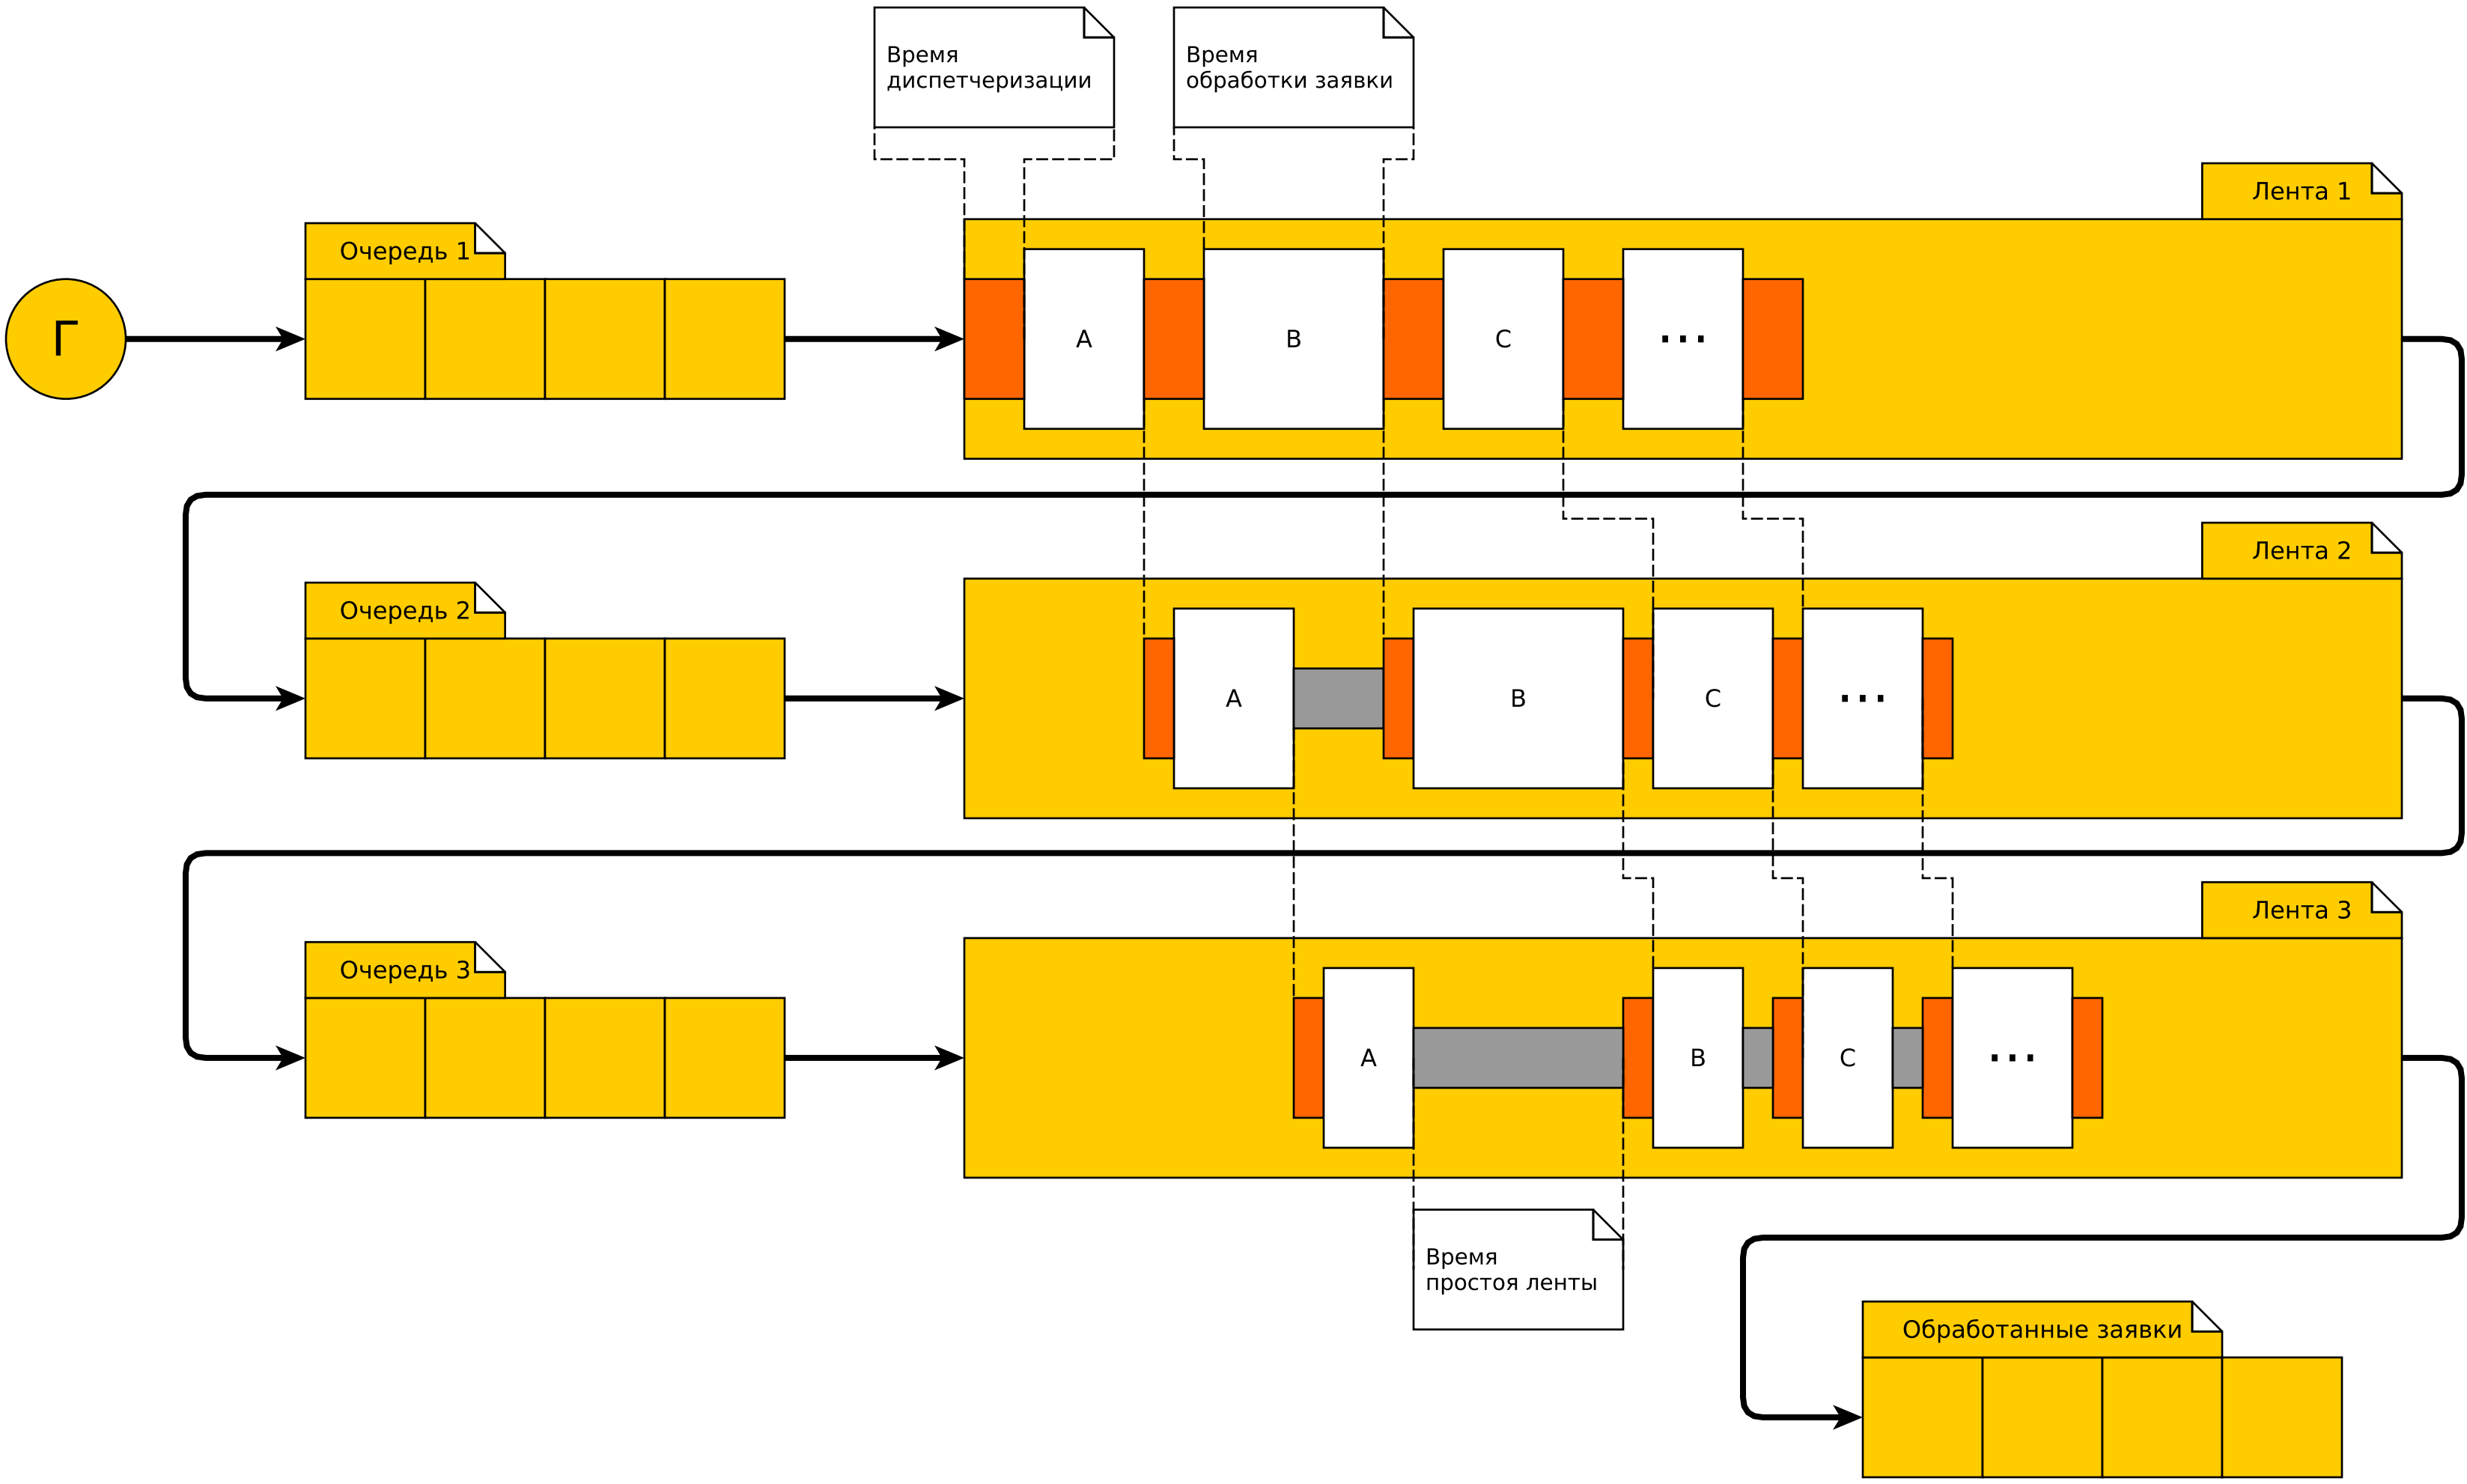 Время
диспетчеризации
Время
обработки заявки
Лента 1
Очередь 1
Г
A
B
C
...
Лента 2
Очередь 2
A
B
C
...
Лента 3
Очередь 3
A
B
C
...
Время
простоя ленты
Обработанные заявки